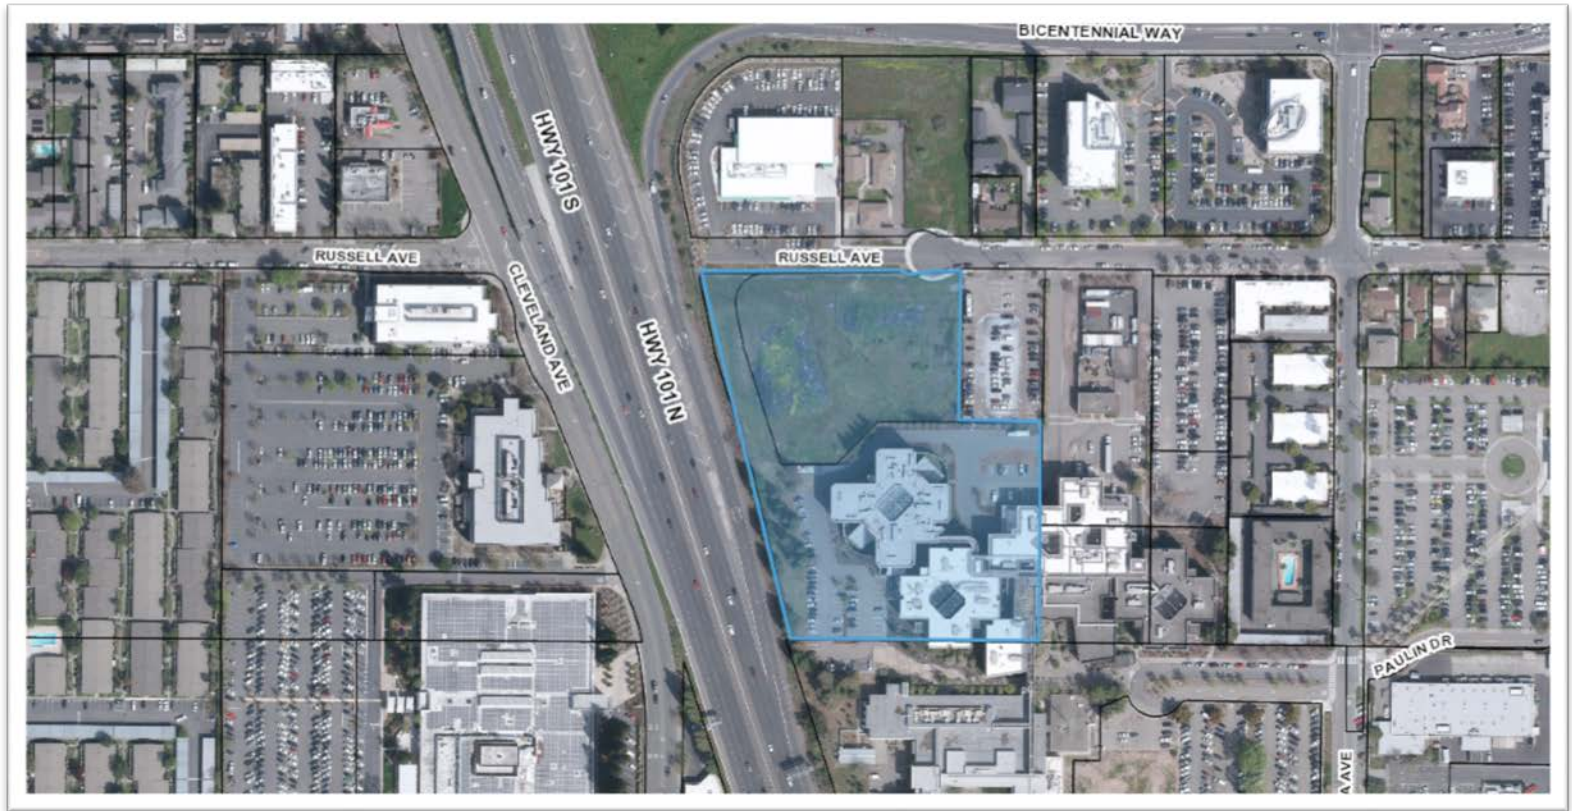 BICENTENNIAL WAY
HWY 101 S
RUSSELL AVE
RUSSELL AVE
CLEVELAND AVE
HWY 101 N
PAULIN DR
A AVE